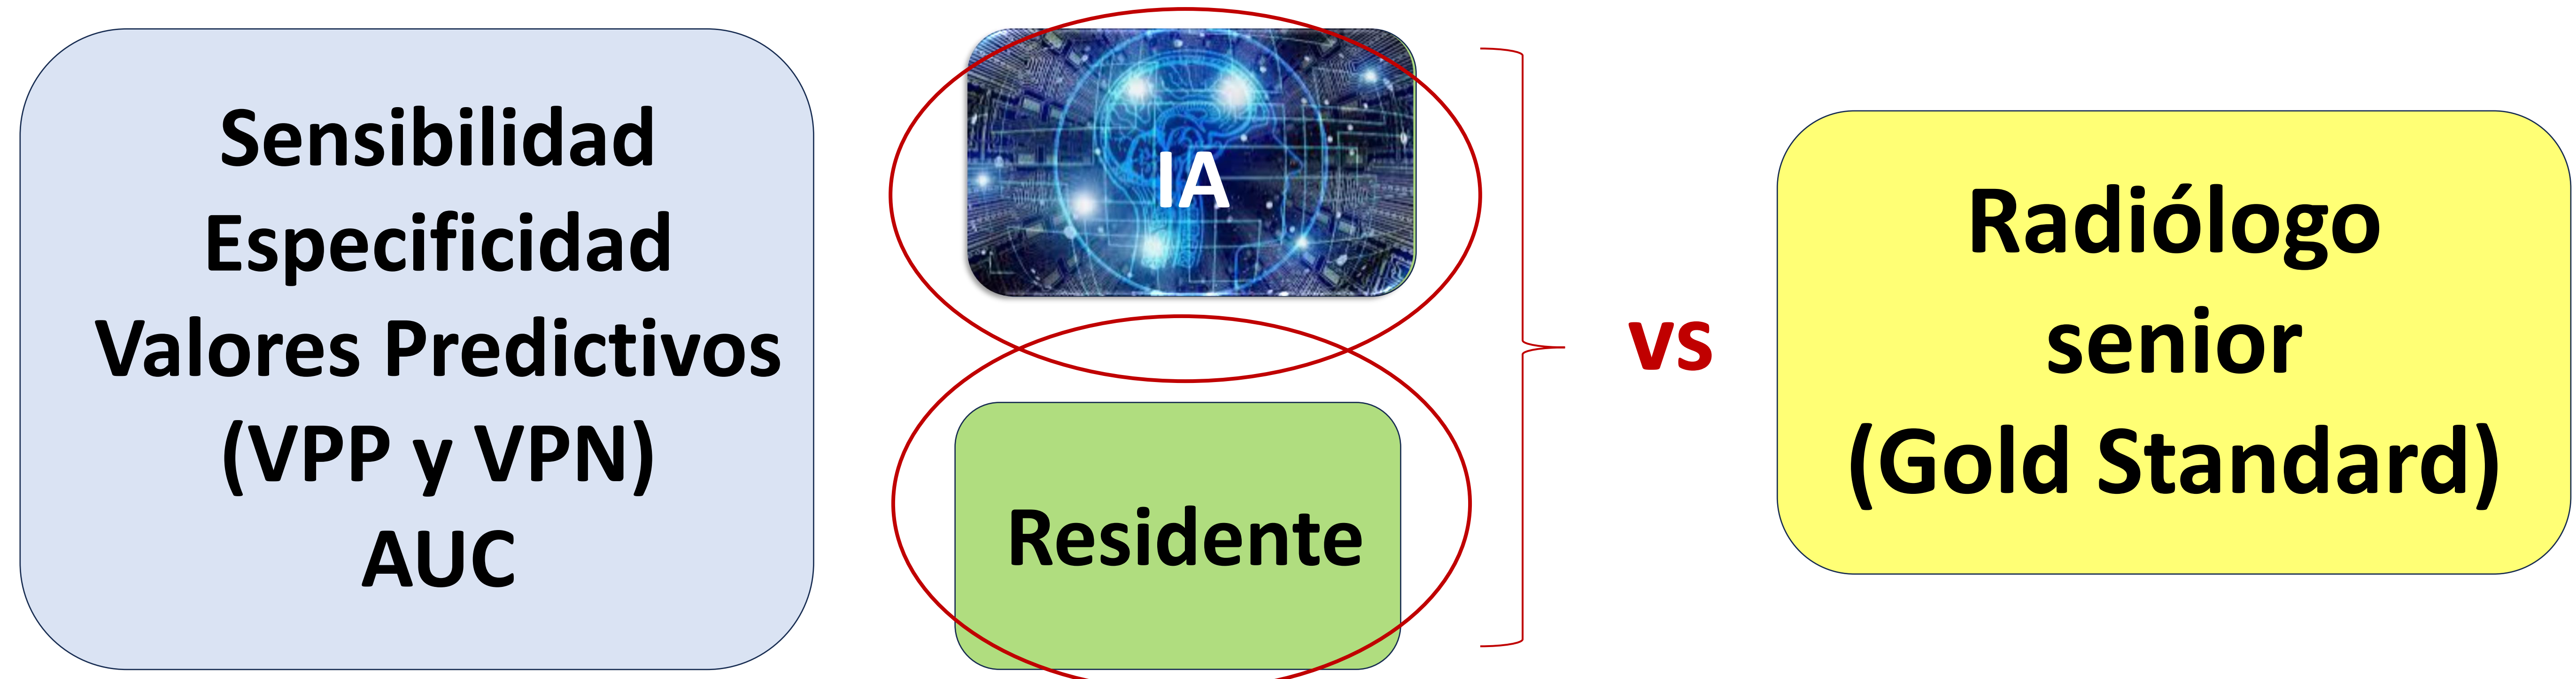 Sensibilidad
Especificidad
Valores Predictivos
(VPP y VPN)
AUC
IA
Residente
vs
Radiólogo
senior
(Gold Standard)